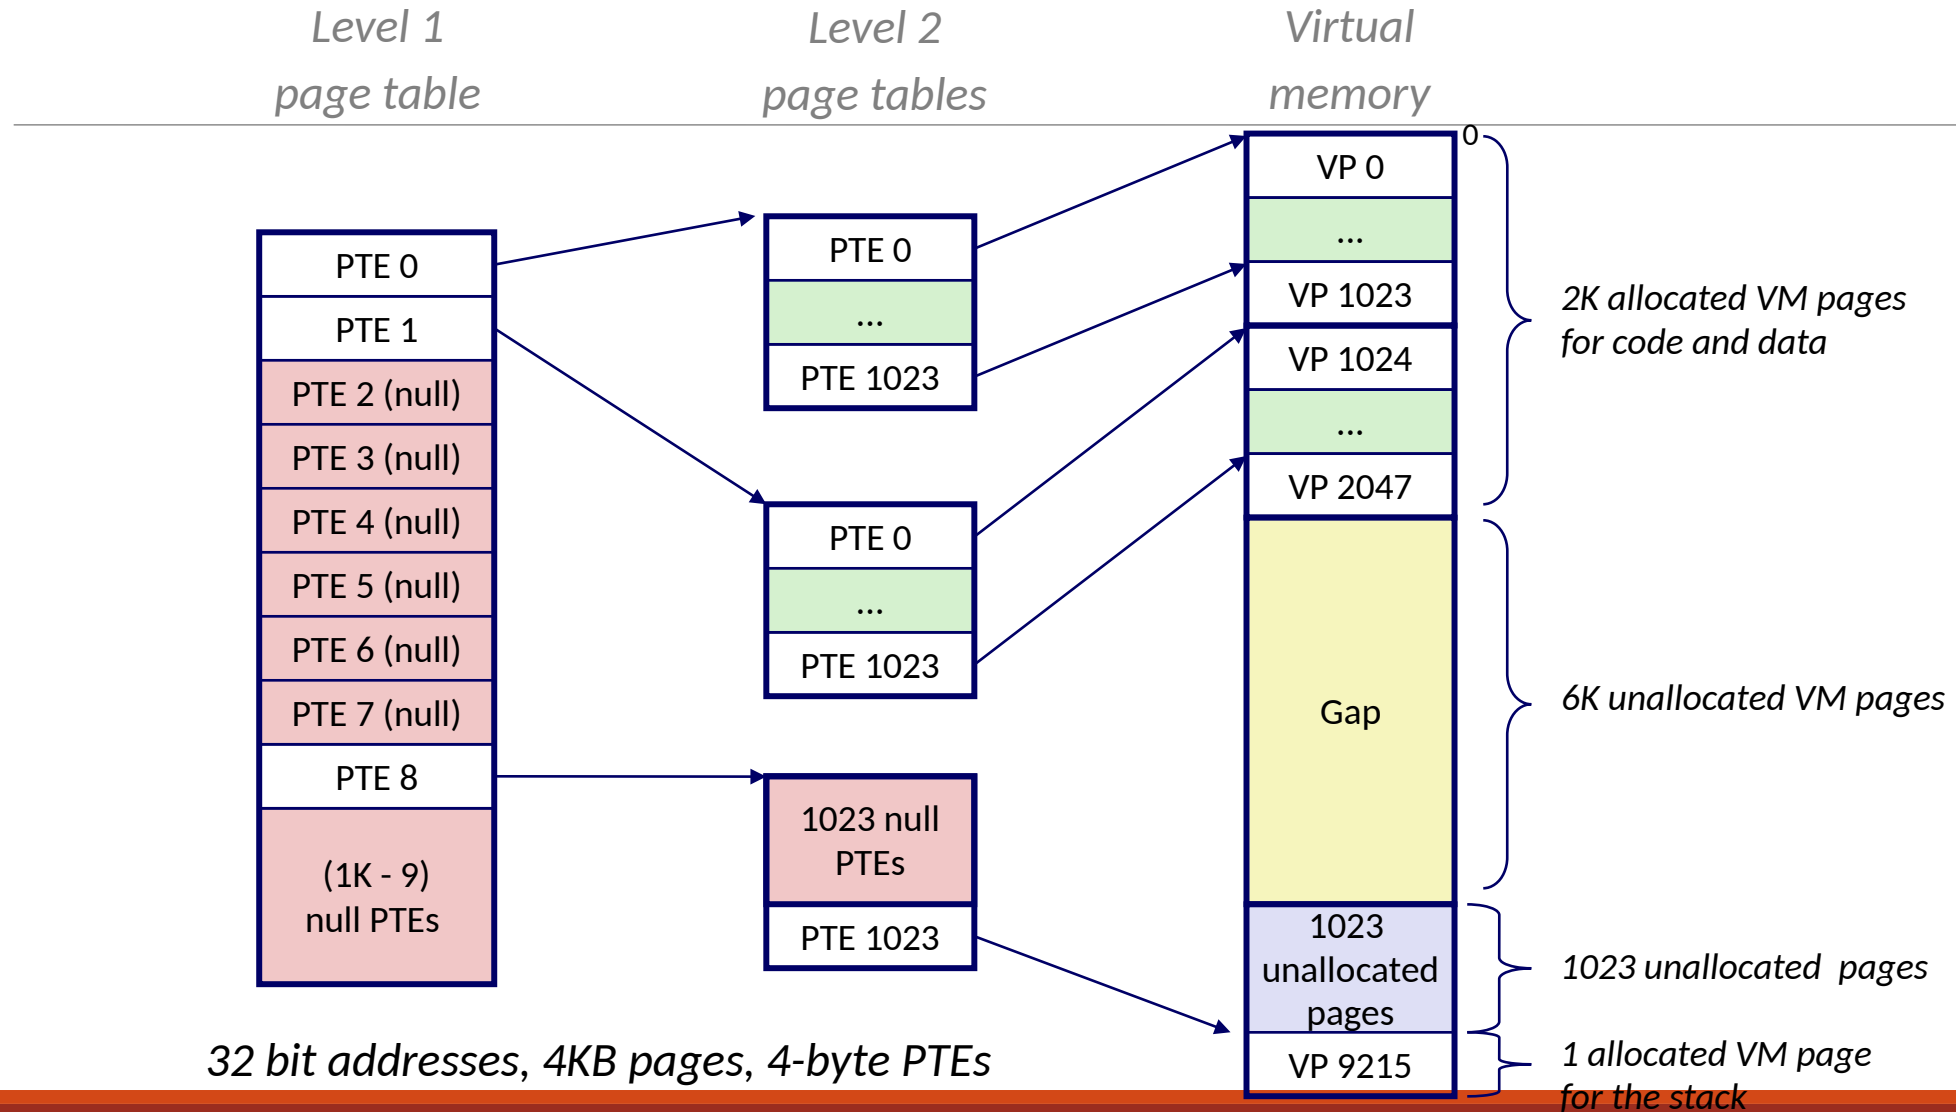 Level 1
page table
Level 2
page tables
Virtual
memory
PTE 0
PTE 1
PTE 2 (null)
PTE 3 (null)
PTE 4 (null)
PTE 5 (null)
PTE 6 (null)
PTE 7 (null)
PTE 8
(1K - 9)
null PTEs
PTE 0
...
PTE 1023
PTE 0
...
PTE 1023
1023 null
PTEs
PTE 1023
0
VP 0
...
VP 1023
VP 1024
...
VP 2047
Gap
1023
unallocated
pages
VP 9215
2K allocated VM pages
for code and data
6K unallocated VM pages
1023 unallocated  pages
1 allocated VM page
for the stack
32 bit addresses, 4KB pages, 4-byte PTEs